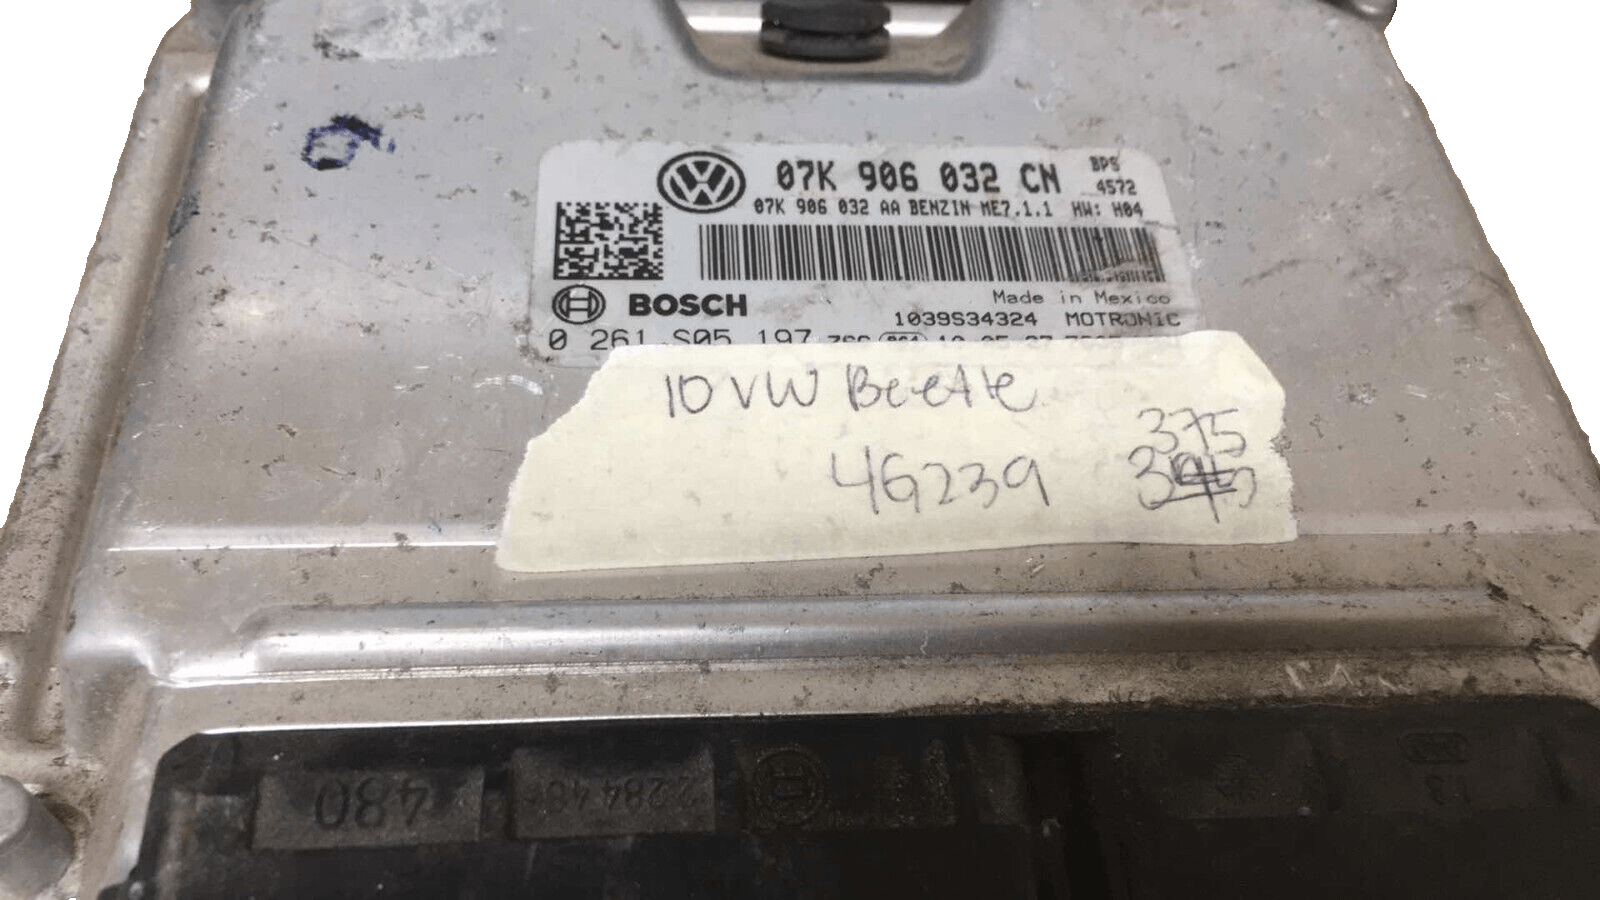 07K 906 032 CN
BPS
4572
07K 906 032 AA BENZIN ME7.1.1 HW: H04
BOSCH
Made in Mexico
1039S34324 MOTRONIC
0 261 S05 197
10 VW Beetle
375
4G239
480